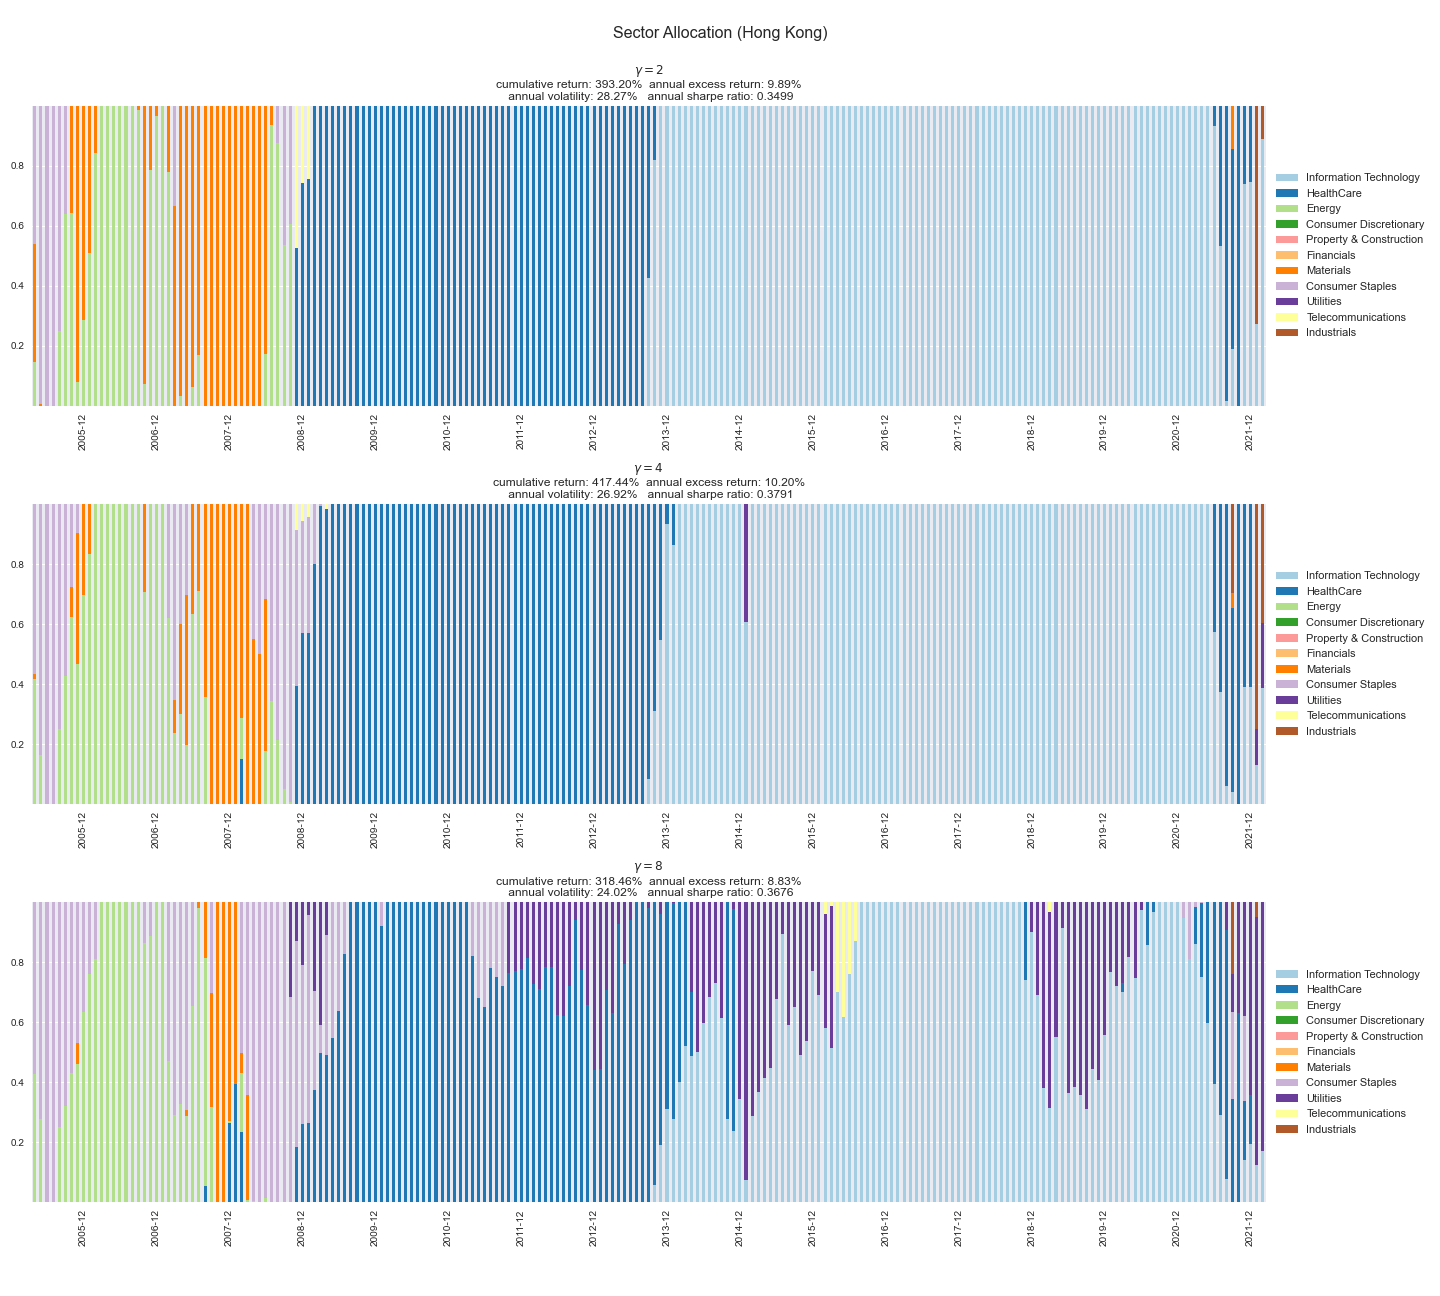 Sector Allocation (Hong Kong)
γ = 2
cumulative return: 393.20% annual excess return: 9.89%
annual volatility: 28.27% annual sharpe ratio: 0.3499
0.8
0.6
0.4
0.2
2005-12
2006-12
2007-12
2008-12
2009-12
2010-12
2011-12
2012-12
2013-12
2014-12
2015-12
2016-12
2017-12
2018-12
2019-12
2020-12
2021-12
Information Technology
HealthCare
Energy
Consumer Discretionary
Property & Construction
Financials
Materials
Consumer Staples
Utilities
Telecommunications
Industrials
γ = 4
cumulative return: 417.44% annual excess return: 10.20%
annual volatility: 26.92% annual sharpe ratio: 0.3791
0.8
0.6
0.4
0.2
2005-12
2006-12
2007-12
2008-12
2009-12
2010-12
2011-12
2012-12
2013-12
2014-12
2015-12
2016-12
2017-12
2018-12
2019-12
2020-12
2021-12
Information Technology
HealthCare
Energy
Consumer Discretionary
Property & Construction
Financials
Materials
Consumer Staples
Utilities
Telecommunications
Industrials
γ = 8
cumulative return: 318.46% annual excess return: 8.83%
annual volatility: 24.02% annual sharpe ratio: 0.3676
0.8
0.6
0.4
0.2
2005-12
2006-12
2007-12
2008-12
2009-12
2010-12
2011-12
2012-12
2013-12
2014-12
2015-12
2016-12
2017-12
2018-12
2019-12
2020-12
2021-12
Information Technology
HealthCare
Energy
Consumer Discretionary
Property & Construction
Financials
Materials
Consumer Staples
Utilities
Telecommunications
Industrials